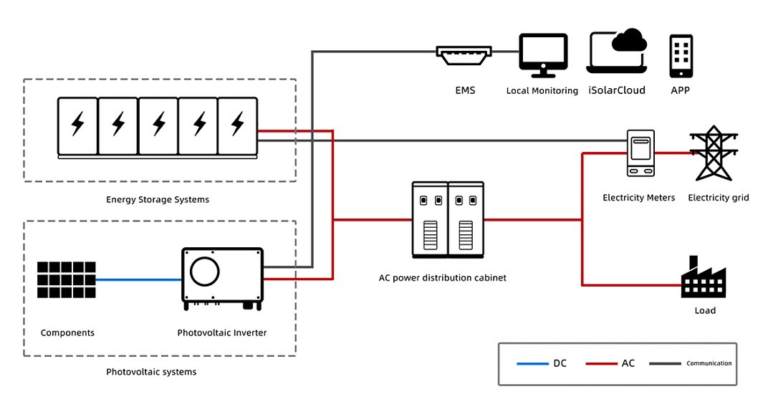 EMS
Local Monitoring
iSolarCloud
APP
Energy Storage Systems
Electricity Meters
Electricity grid
AC power distribution cabinet
Components
Photovoltaic Inverter
Load
Photovoltaic systems
DC
AC
Communication